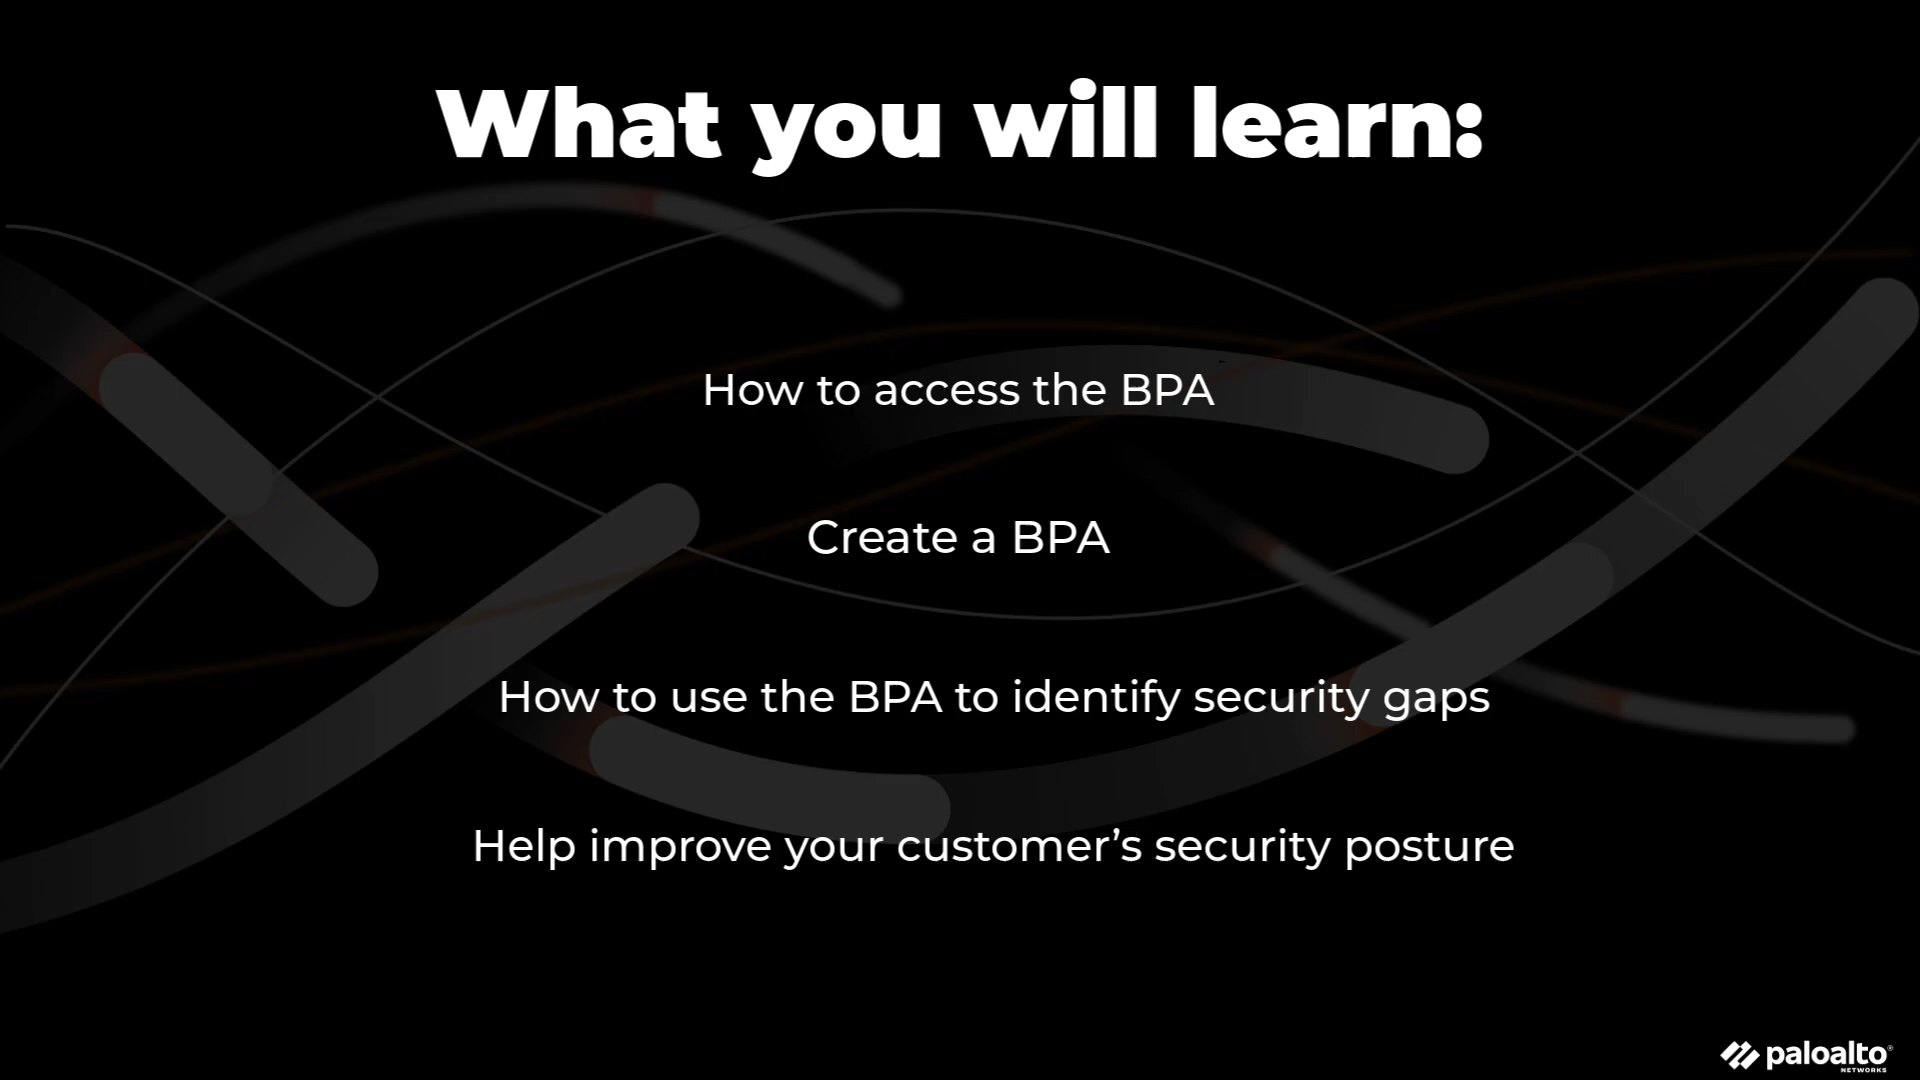 What you will learn:
How to access the BPA
Create a BPA
How to use the BPA to identify security gaps
Help improve your customer’s security posture
paloalto®
NETWORKS